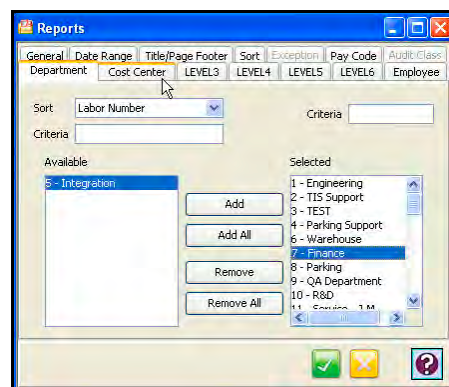 Reports
General Date Range Title/Page Footer Sort Exception Pay Code Audit Class
Department Cost Center LEVEL3 LEVEL4 LEVEL5 LEVEL6 Employee
Sort Labor Number Criteria
Criteria
Available Selected
5 - Integration
1 - Engineering
2 - TIS Support
3 - TEST
4 - Parking Support
6 - Warehouse
7 - Finance
8 - Parking
9 - QA Department
10 - R&D
11 - Service - J.M.
Add
Add All
Remove
Remove All